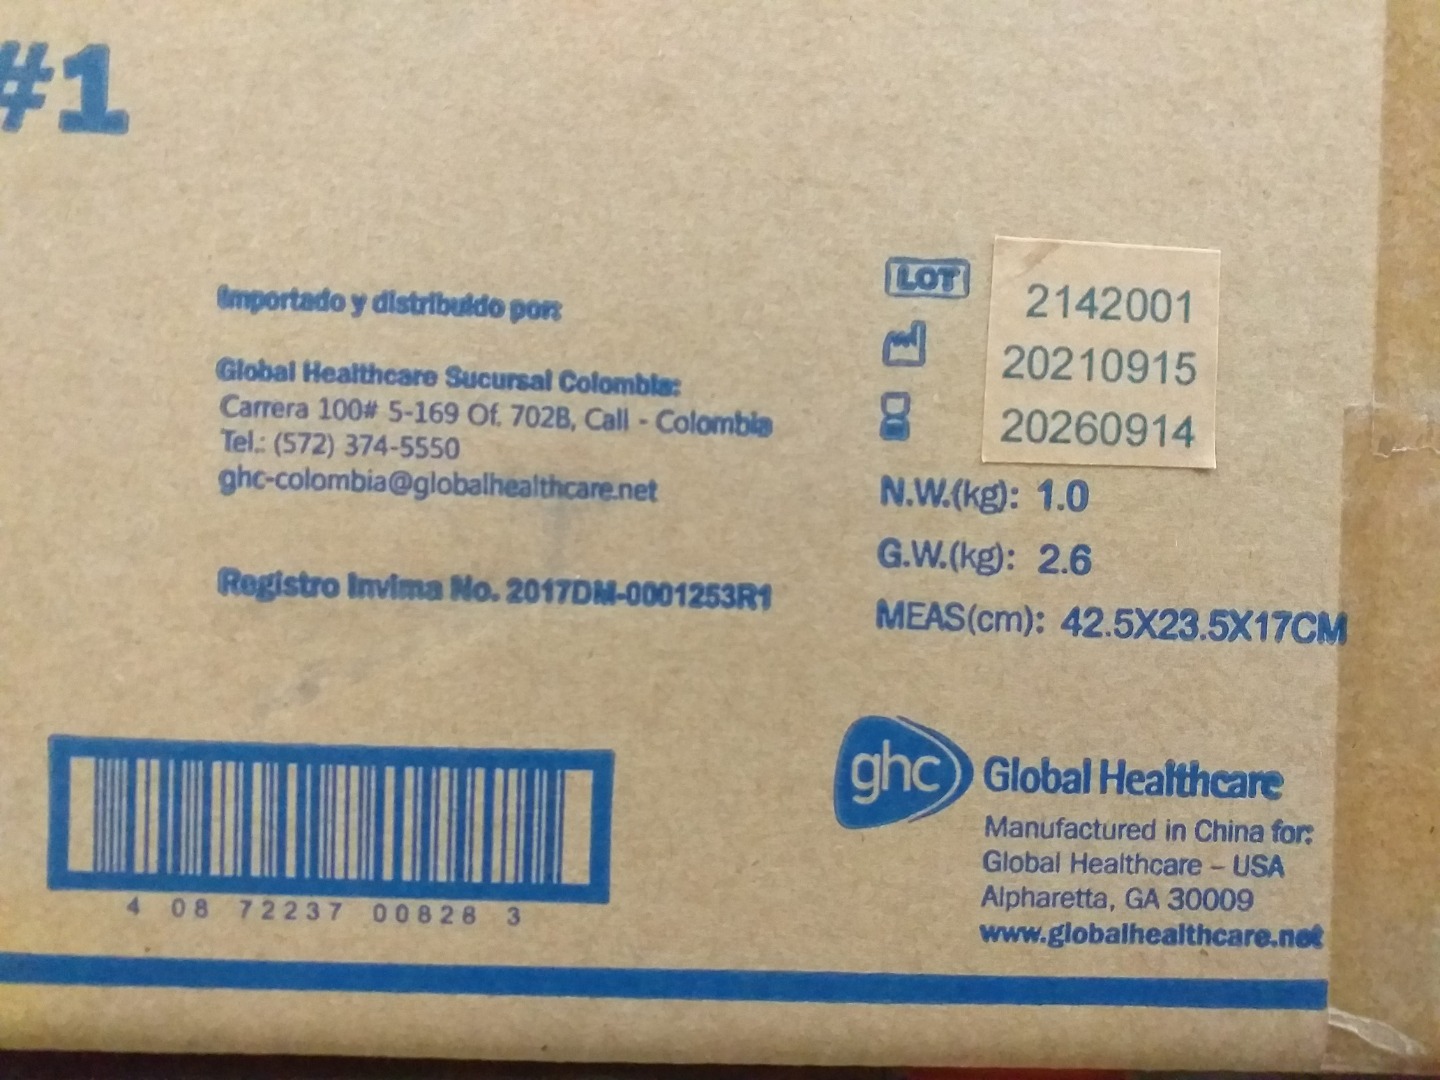 #1
Importado y distribuido por:
Global Healthcare Sucursal Colombia:
Carrera 100# 5-169 Of. 702B, Cali - Colombia
Tel.: (572) 374-5550
ghc-colombia@globalhealthcare.net
Registro Invima No. 2017DM-0001253R1
LOT 2142001
20210915
20260914
N.W.(kg): 1.0
G.W.(kg): 2.6
MEAS(cm): 42.5X23.5X17CM
4 08 72237 00828 3
ghc Global Healthcare
Manufactured in China for:
Global Healthcare – USA
Alpharetta, GA 30009
www.globalhealthcare.net